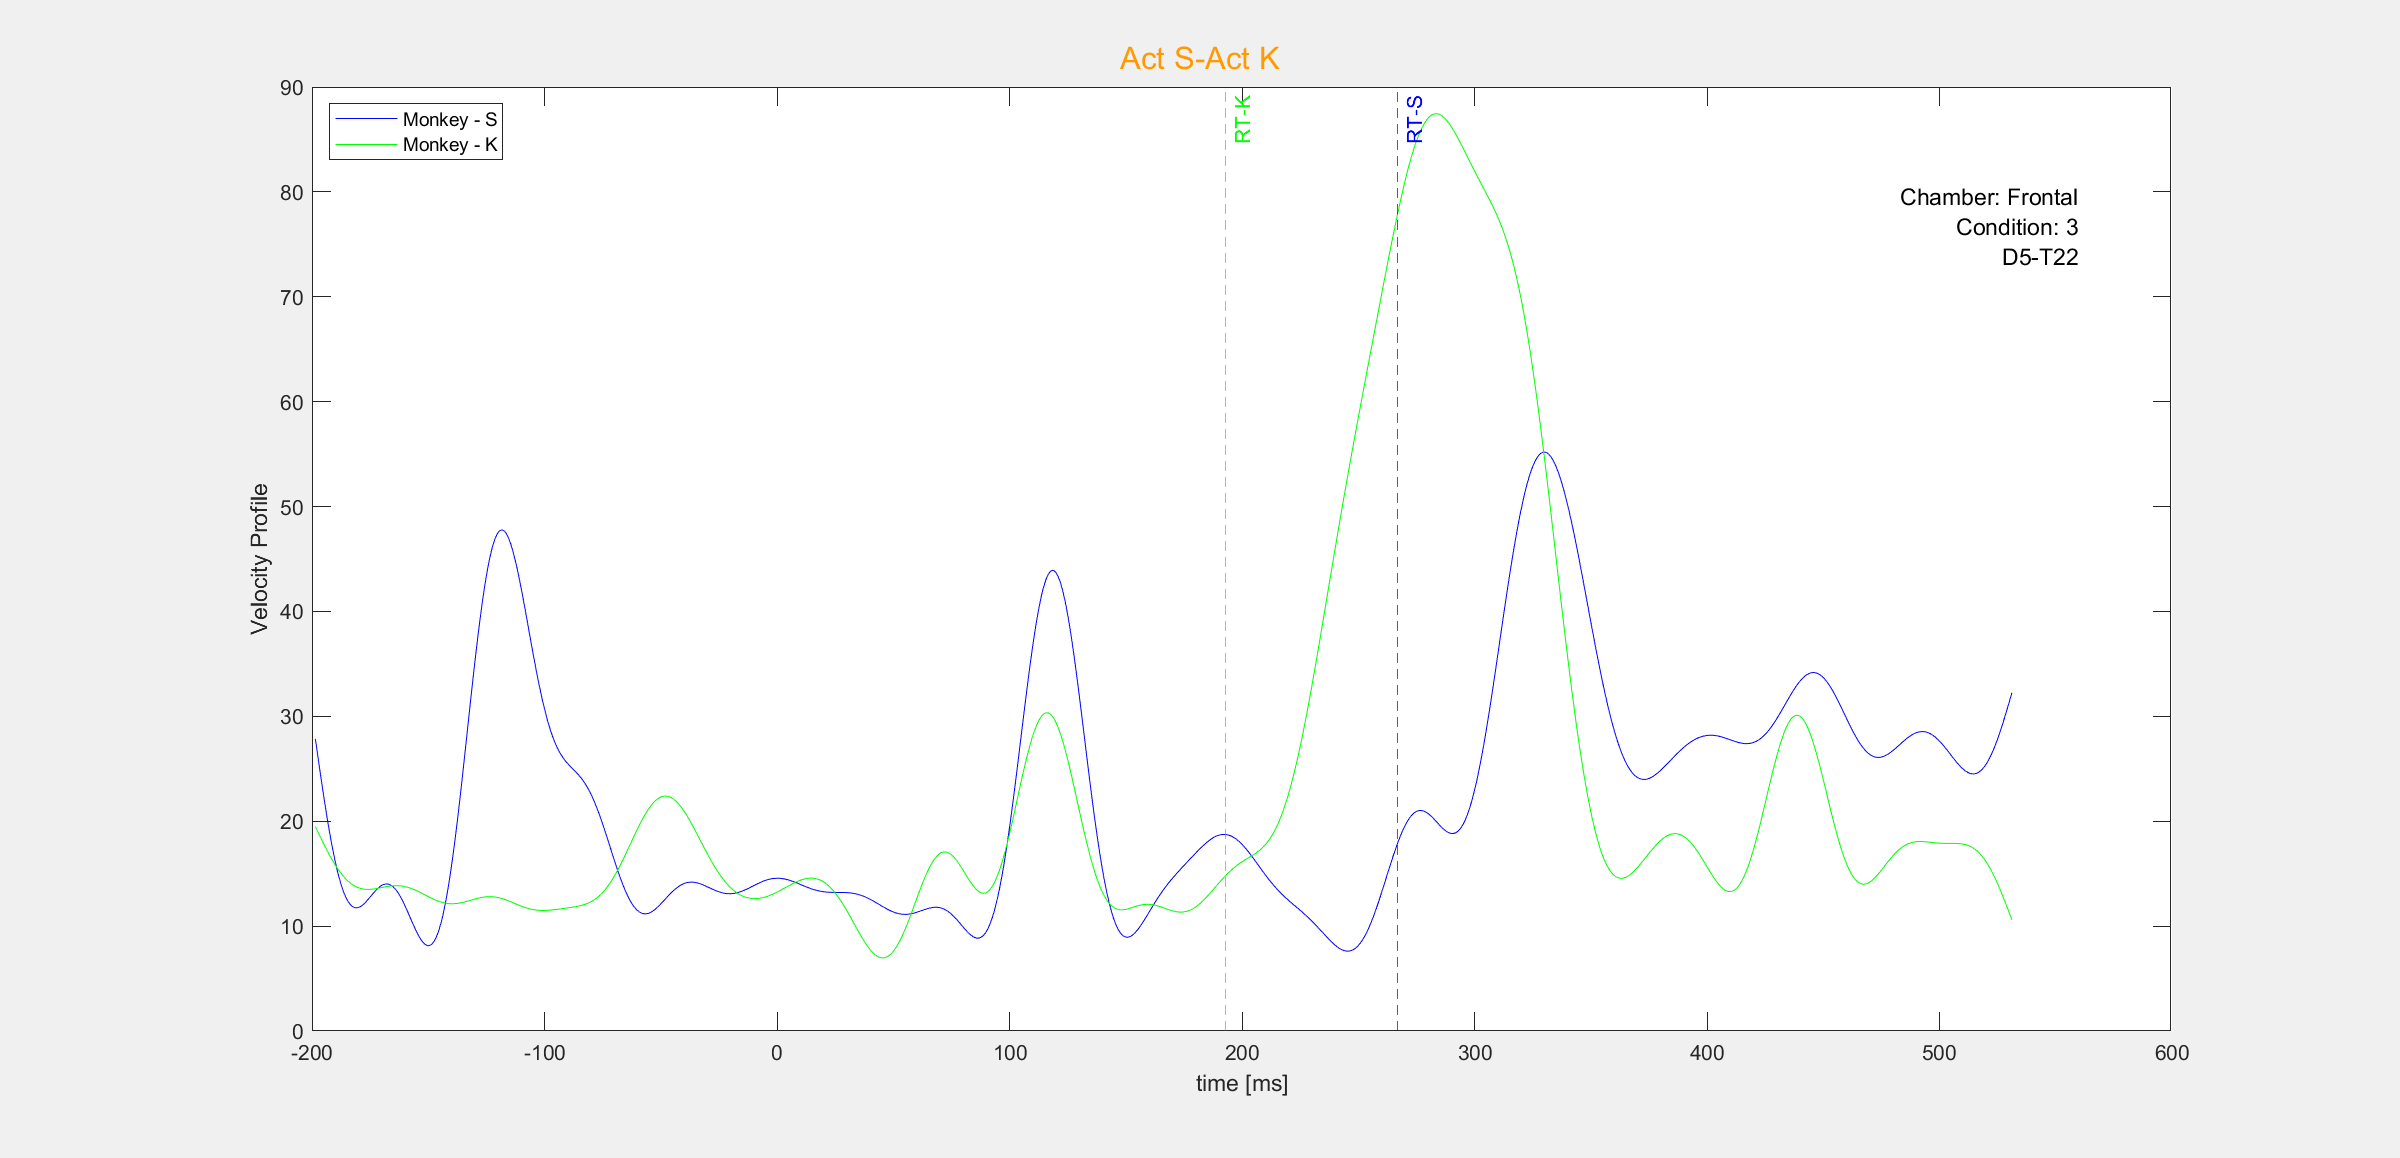 Act S-Act K
Monkey - S
Monkey - K
RT-K
RT-S
Chamber: Frontal
Condition: 3
D5-T22
Velocity Profile
90
80
70
60
50
40
30
20
10
0
-200 -100 0 100 200 300 400 500 600
time [ms]